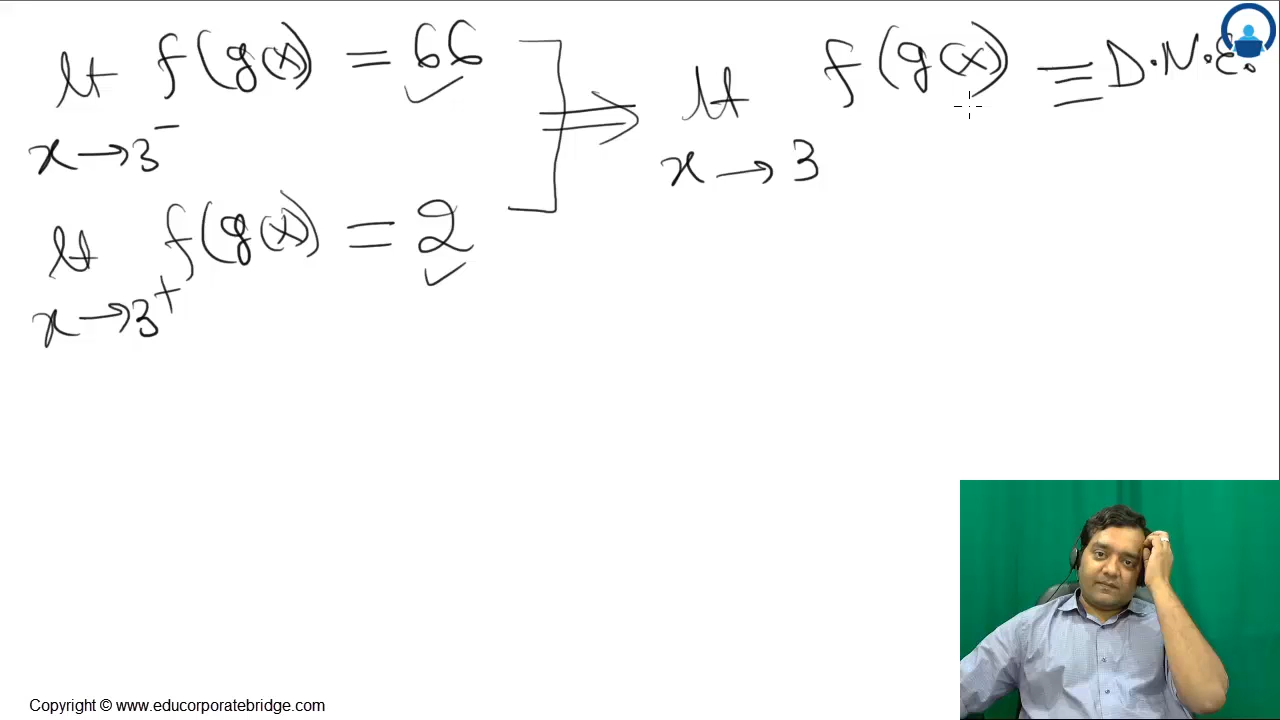 lt f(g(x)) = 66
x → 3⁻
lt f(g(x)) = 2
x → 3⁺
⇒ lt f(g(x)) ≡ D.N.E.
x → 3
Copyright © www.educorporatebridge.com